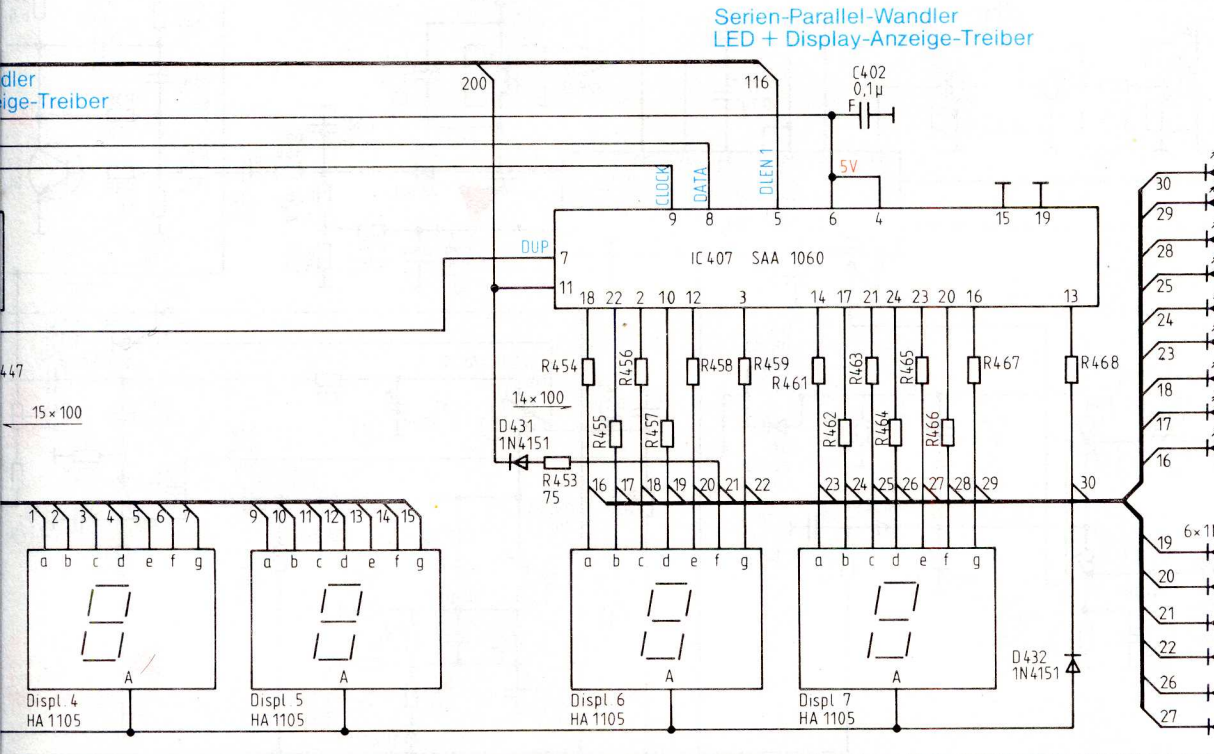 Serien-Parallel-Wandler
LED + Display-Anzeige-Treiber
dler
ige-Treiber
200
116
C402
0,1µ
F
CLOCK
DATA
DLEN1
5V
9 8 5 6 4 15 19
DUP
7
IC407 SAA 1060
11
18 22 2 10 12 3 14 17 21 24 23 20 16 13
R454 R456 R458 R459 R461 R463 R465 R467 R468
R455 R457 R462 R464 R466
447
15×100
14×100
D431
1N4151
R453
75
16 17 18 19 20 21 22 23 24 25 26 27 28 29 30
1 2 3 4 5 6 7 9 10 11 12 13 14 15
a b c d e f g
a b c d e f g
a b c d e f g
a b c d e f g
A
A
A
A
Displ. 4
HA 1105
Displ. 5
HA 1105
Displ. 6
HA 1105
Displ 7
HA 1105
D432
1N4151
30
29
28
25
24
23
18
17
16
19
6×1
20
21
22
26
27